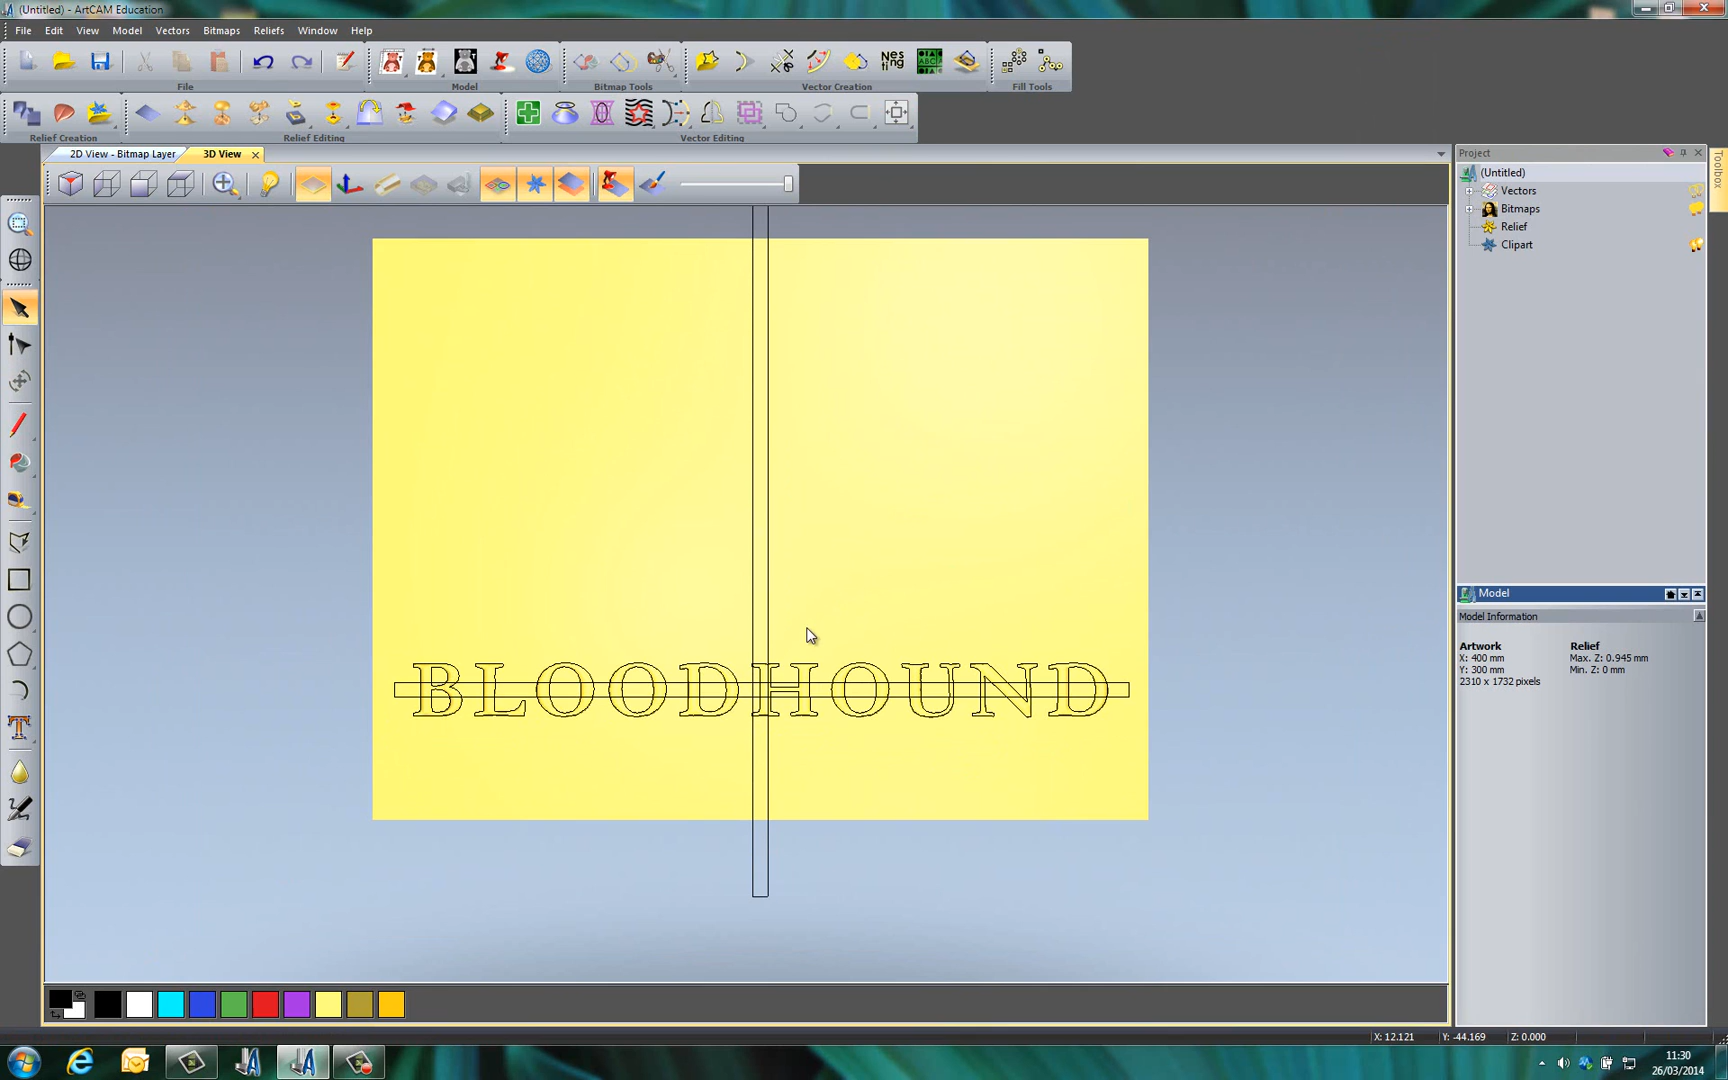 (Untitled) - ArtCAM Education
File Edit View Model Vectors Bitmaps Reliefs Window Help
Nes
ting
ABC
File Model Bitmap Tools Vector Creation Fill Tools
Relief Creation Relief Editing Vector Editing
2D View - Bitmap Layer 3D View
Project
Toolbox
(Untitled)
Vectors
Bitmaps
Relief
Clipart
BLOODHOUND
Model
Model Information
Artwork Relief
X: 400 mm Max. Z: 0.945 mm
Y: 300 mm Min. Z: 0 mm
2310 x 1732 pixels
T
X: 12.121 Y: -44.169 Z: 0.000
11:30
26/03/2014